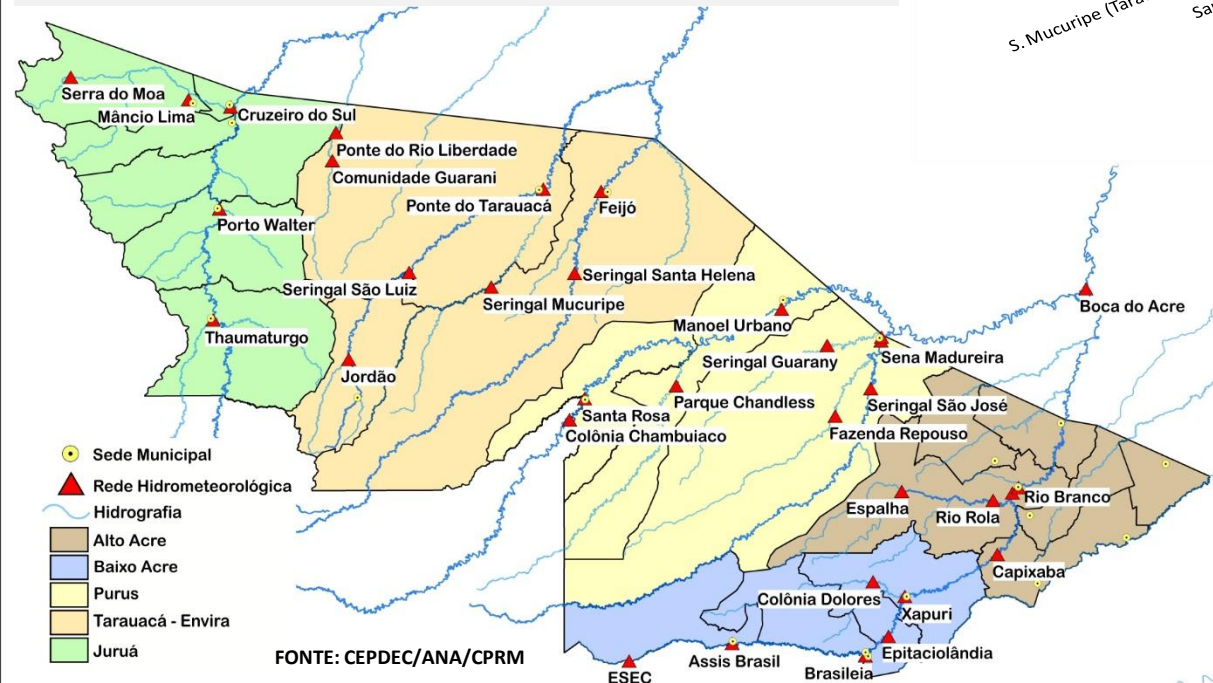 S. Mucuripe (Tara
Sa
Serra do Moa
Mâncio Lima
Cruzeiro do Sul
Ponte do Rio Liberdade
Comunidade Guarani
Ponte do Tarauacá
Feijó
Porto Walter
Seringal São Luiz
Seringal Santa Helena
Seringal Mucuripe
Thaumaturgo
Jordão
Manoel Urbano
Boca do Acre
Seringal Guarany
Sena Madureira
Parque Chandless
Seringal São José
Santa Rosa
Colônia Chambuiaco
Fazenda Repouso
Espalha
Rio Rola
Rio Branco
Capixaba
Colônia Dolores
Xapuri
Epitaciolândia
Assis Brasil
Brasileia
ESEC
Sede Municipal
Rede Hidrometeorológica
Hidrografia
Alto Acre
Baixo Acre
Purus
Tarauacá - Envira
Juruá
FONTE: CEPDEC/ANA/CPRM